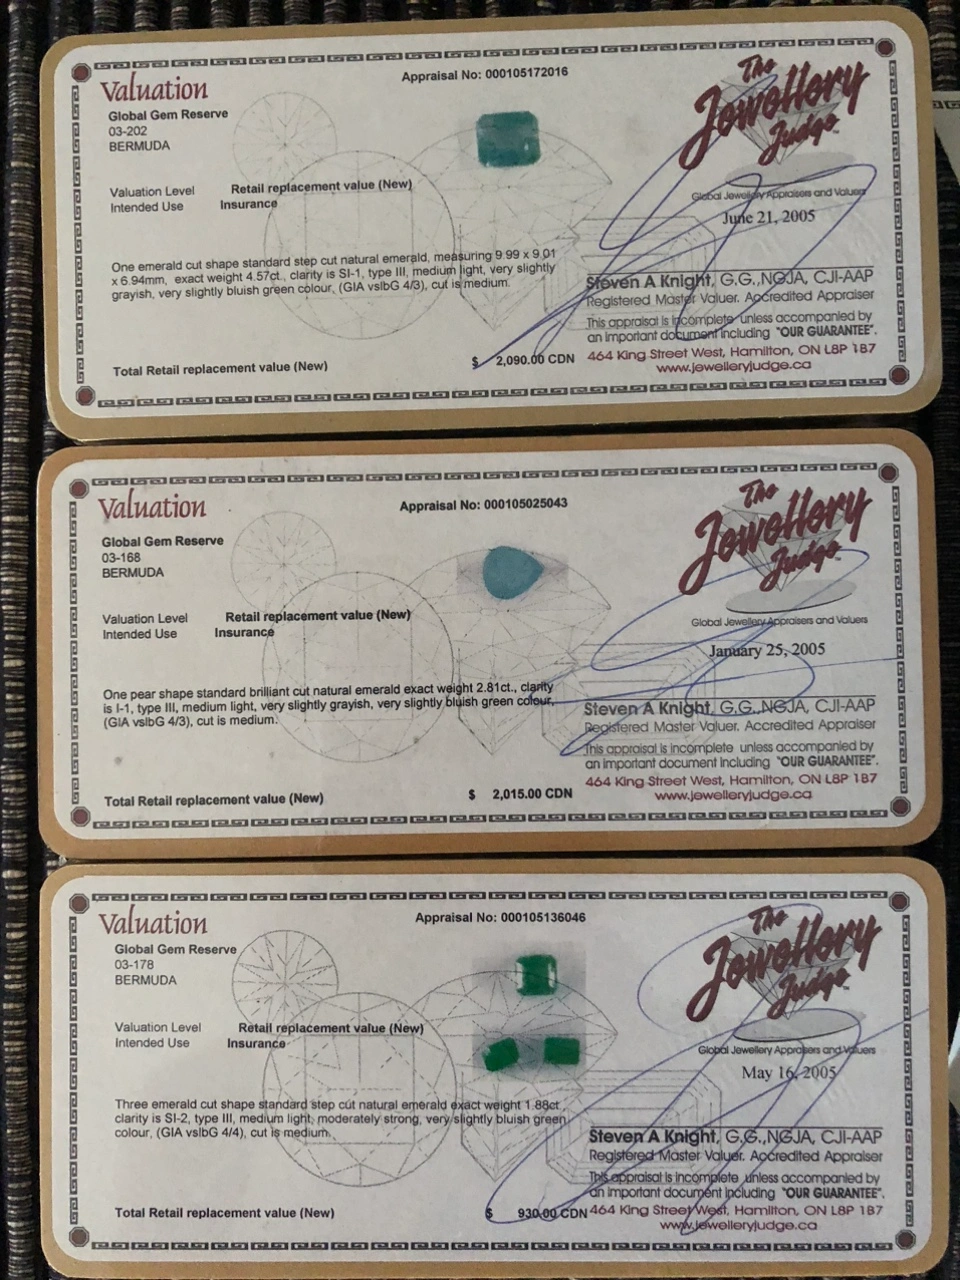 Valuation
Appraisal No: 000105172016
The
Jewellery
Judge™
Global Gem Reserve
03-202
BERMUDA
Valuation Level Retail replacement value (New)
Intended Use Insurance
Global Jewellery Appraisers and Valuers
June 21, 2005
One emerald cut shape standard step cut natural emerald, measuring 9.99 x 9.01
x 6.94mm, exact weight 4.57ct., clarity is SI-1, type III, medium light, very slightly
grayish, very slightly bluish green colour, (GIA vslbG 4/3), cut is medium.
Steven A Knight, G.G.,NGJA, CJI-AAP
Registered Master Valuer. Accredited Appraiser
This appraisal is incomplete unless accompanied by
an important document including "OUR GUARANTEE".
Total Retail replacement value (New) $ 2,090.00 CDN
464 King Street West, Hamilton, ON L8P 1B7
www.jewelleryjudge.ca
Valuation
Appraisal No: 000105025043
The
Jewellery
Judge
Global Gem Reserve
03-168
BERMUDA
Valuation Level Retail replacement value (New)
Intended Use Insurance
Global Jewellery Appraisers and Valuers
January 25, 2005
One pear shape standard brilliant cut natural emerald exact weight 2.81ct., clarity
is I-1, type III, medium light, very slightly grayish, very slightly bluish green colour,
(GIA vslbG 4/3), cut is medium.
Steven A Knight, G.G.,NGJA, CJI-AAP
Registered Master Valuer. Accredited Appraiser
This appraisal is incomplete unless accompanied by
an important document including "OUR GUARANTEE".
464 King Street West, Hamilton, ON L8P 1B7
Total Retail replacement value (New) $ 2,015.00 CDN
www.jewelleryjudge.ca
Valuation
Appraisal No: 000105136046
The
Jewellery
Judge™
Global Gem Reserve
03-178
BERMUDA
Valuation Level Retail replacement value (New)
Intended Use Insurance
Global Jewellery Appraisers and Valuers
May 16, 2005
Three emerald cut shape standard step cut natural emerald exact weight 1.88ct.,
clarity is SI-2, type III, medium light, moderately strong, very slightly bluish green
colour, (GIA vslbG 4/4), cut is medium.
Steven A Knight, G.G.,NGJA, CJI-AAP
Registered Master Valuer. Accredited Appraiser
This appraisal is incomplete unless accompanied by
an important document including "OUR GUARANTEE".
Total Retail replacement value (New) $ 930.00 CDN
464 King Street West, Hamilton, ON L8P 1B7
www.jewelleryjudge.ca